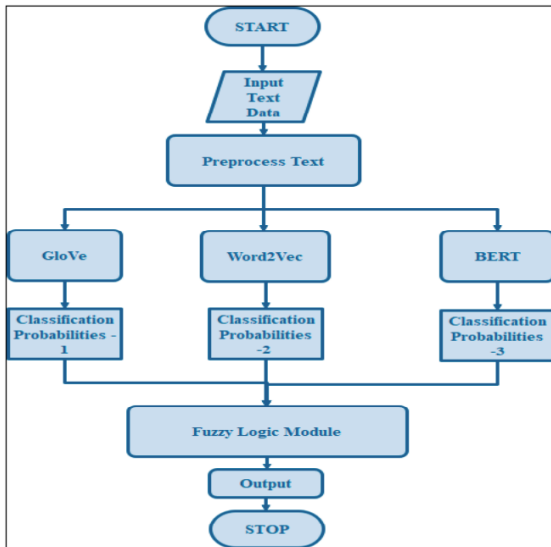 START
Input
Text
Data
Preprocess Text
GloVe
Word2Vec
BERT
Classification
Probabilities -
1
Classification
Probabilities
-2
Classification
Probabilities
-3
Fuzzy Logic Module
Output
STOP